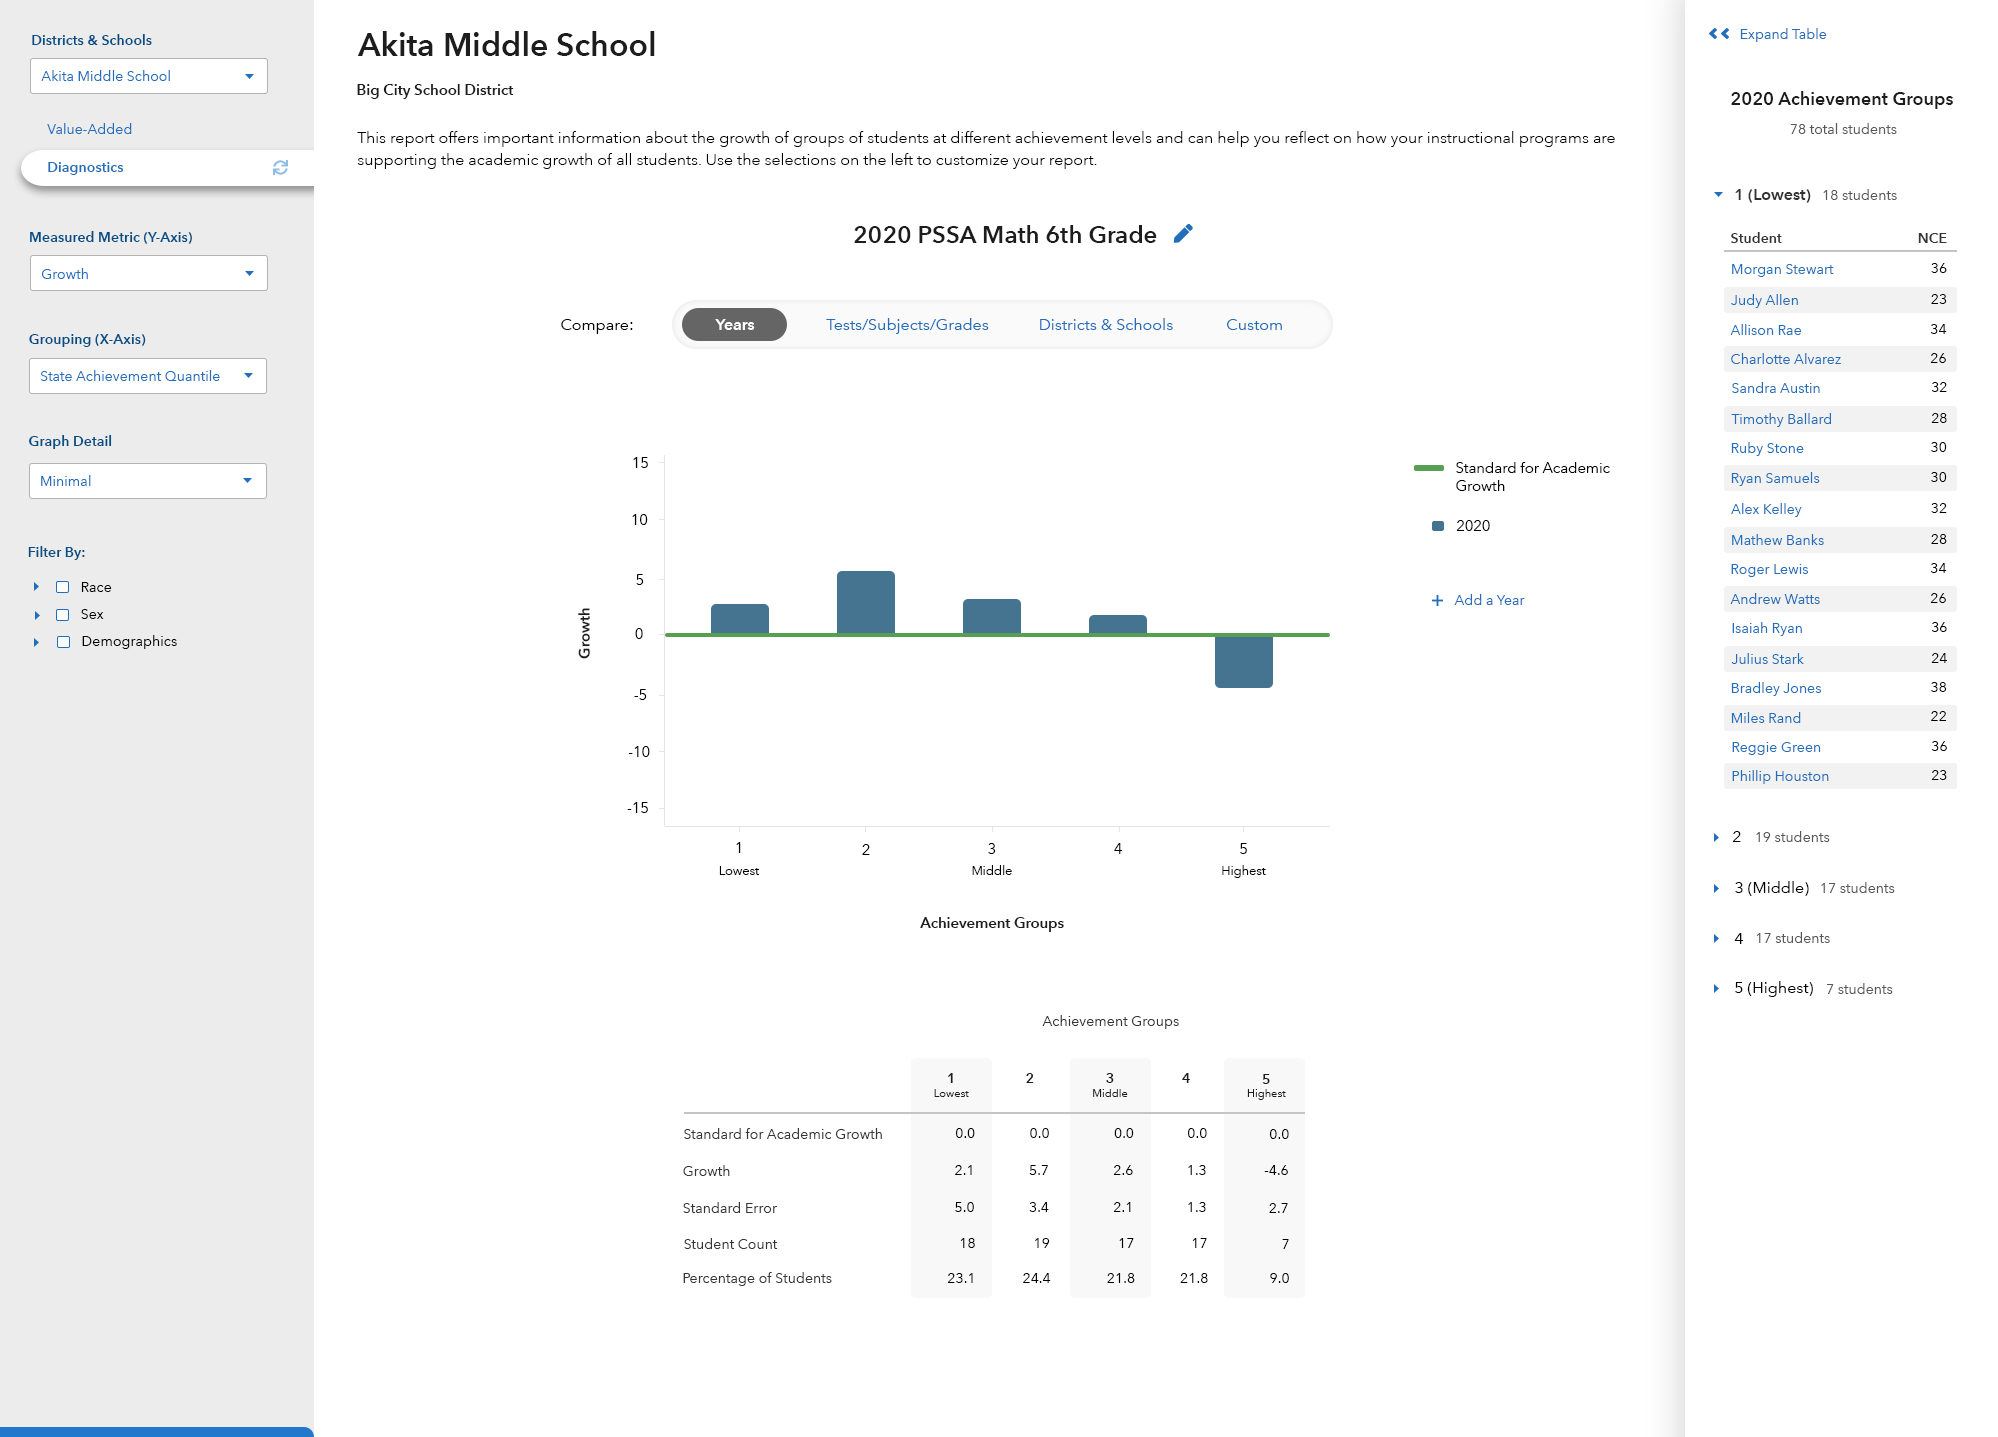 Districts & Schools
Akita Middle School
Value-Added
Diagnostics
Measured Metric (Y-Axis)
Growth
Grouping (X-Axis)
State Achievement Quantile
Graph Detail
Minimal
Filter By:
Race
Sex
Demographics
Akita Middle School
Big City School District
This report offers important information about the growth of groups of students at different achievement levels and can help you reflect on how your instructional programs are
supporting the academic growth of all students. Use the selections on the left to customize your report.
2020 PSSA Math 6th Grade
Compare: Years Tests/Subjects/Grades Districts & Schools Custom
Growth
15
10
5
0
-5
-10
-15
1 2 3 4 5
Lowest Middle Highest
Achievement Groups
Standard for Academic
Growth
2020
+ Add a Year
Achievement Groups
1 2 3 4 5
Lowest Middle Highest
Standard for Academic Growth 0.0 0.0 0.0 0.0 0.0
Growth 2.1 5.7 2.6 1.3 -4.6
Standard Error 5.0 3.4 2.1 1.3 2.7
Student Count 18 19 17 17 7
Percentage of Students 23.1 24.4 21.8 21.8 9.0
Expand Table
2020 Achievement Groups
78 total students
1 (Lowest) 18 students
Student NCE
Morgan Stewart 36
Judy Allen 23
Allison Rae 34
Charlotte Alvarez 26
Sandra Austin 32
Timothy Ballard 28
Ruby Stone 30
Ryan Samuels 30
Alex Kelley 32
Mathew Banks 28
Roger Lewis 34
Andrew Watts 26
Isaiah Ryan 36
Julius Stark 24
Bradley Jones 38
Miles Rand 22
Reggie Green 36
Phillip Houston 23
2 19 students
3 (Middle) 17 students
4 17 students
5 (Highest) 7 students